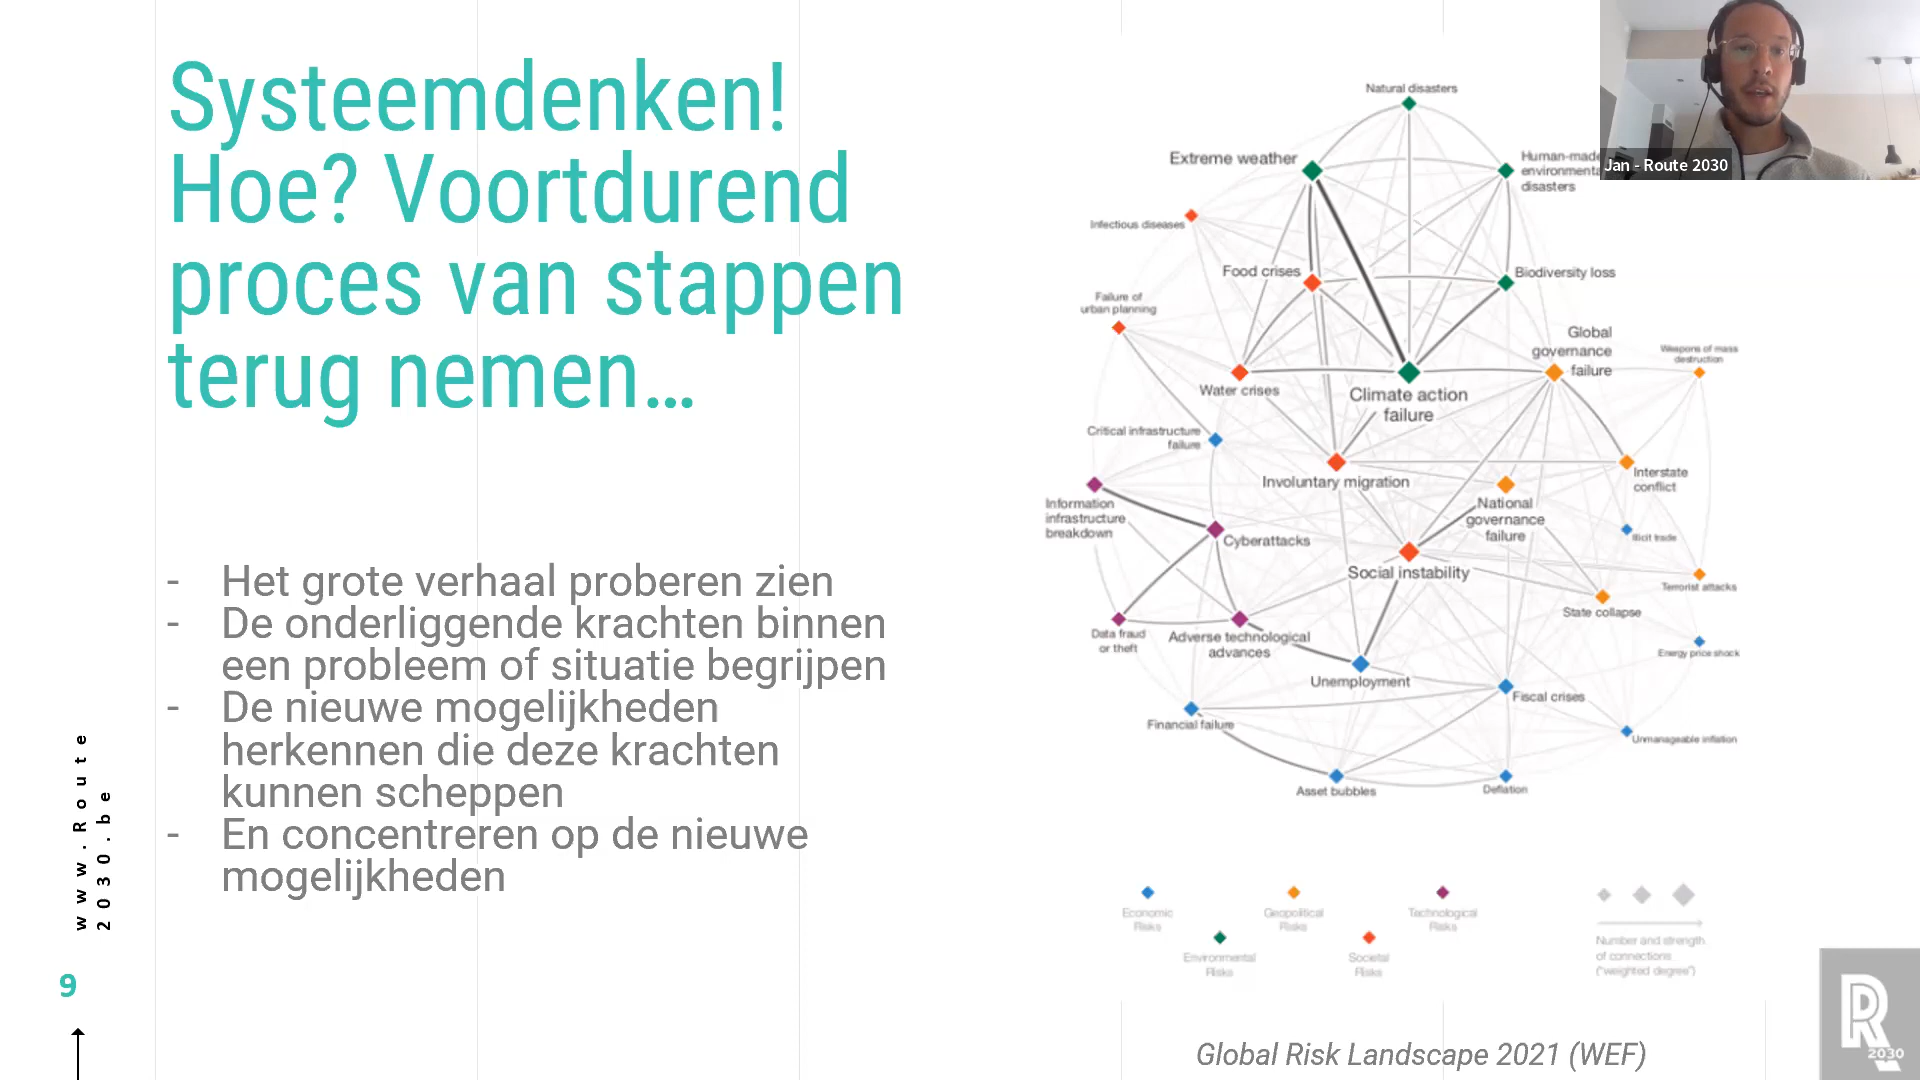 Systeemdenken!
Hoe? Voortdurend
proces van stappen
terug nemen...
- Het grote verhaal proberen zien
- De onderliggende krachten binnen
een probleem of situatie begrijpen
- De nieuwe mogelijkheden
herkennen die deze krachten
kunnen scheppen
- En concentreren op de nieuwe
mogelijkheden
www.Route
2030.be
9
Natural disasters
Extreme weather
Human-made
environmental
disasters
Jan - Route 2030
Infectious diseases
Food crises
Biodiversity loss
Failure of
urban planning
Global
governance
failure
Weapons of mass
destruction
Water crises
Climate action
failure
Critical infrastructure
failure
Involuntary migration
Interstate
conflict
Information
infrastructure
breakdown
National
governance
failure
Cyberattacks
Illicit trade
Social instability
Terrorist attacks
State collapse
Data fraud
or theft
Adverse technological
advances
Energy price shock
Unemployment
Fiscal crises
Financial failure
Unmanageable inflation
Asset bubbles
Deflation
Economic
Risks
Geopolitical
Risks
Technological
Risks
Environmental
Risks
Societal
Risks
Number and strength
of connections
("weighted degree")
Global Risk Landscape 2021 (WEF)
R
2030